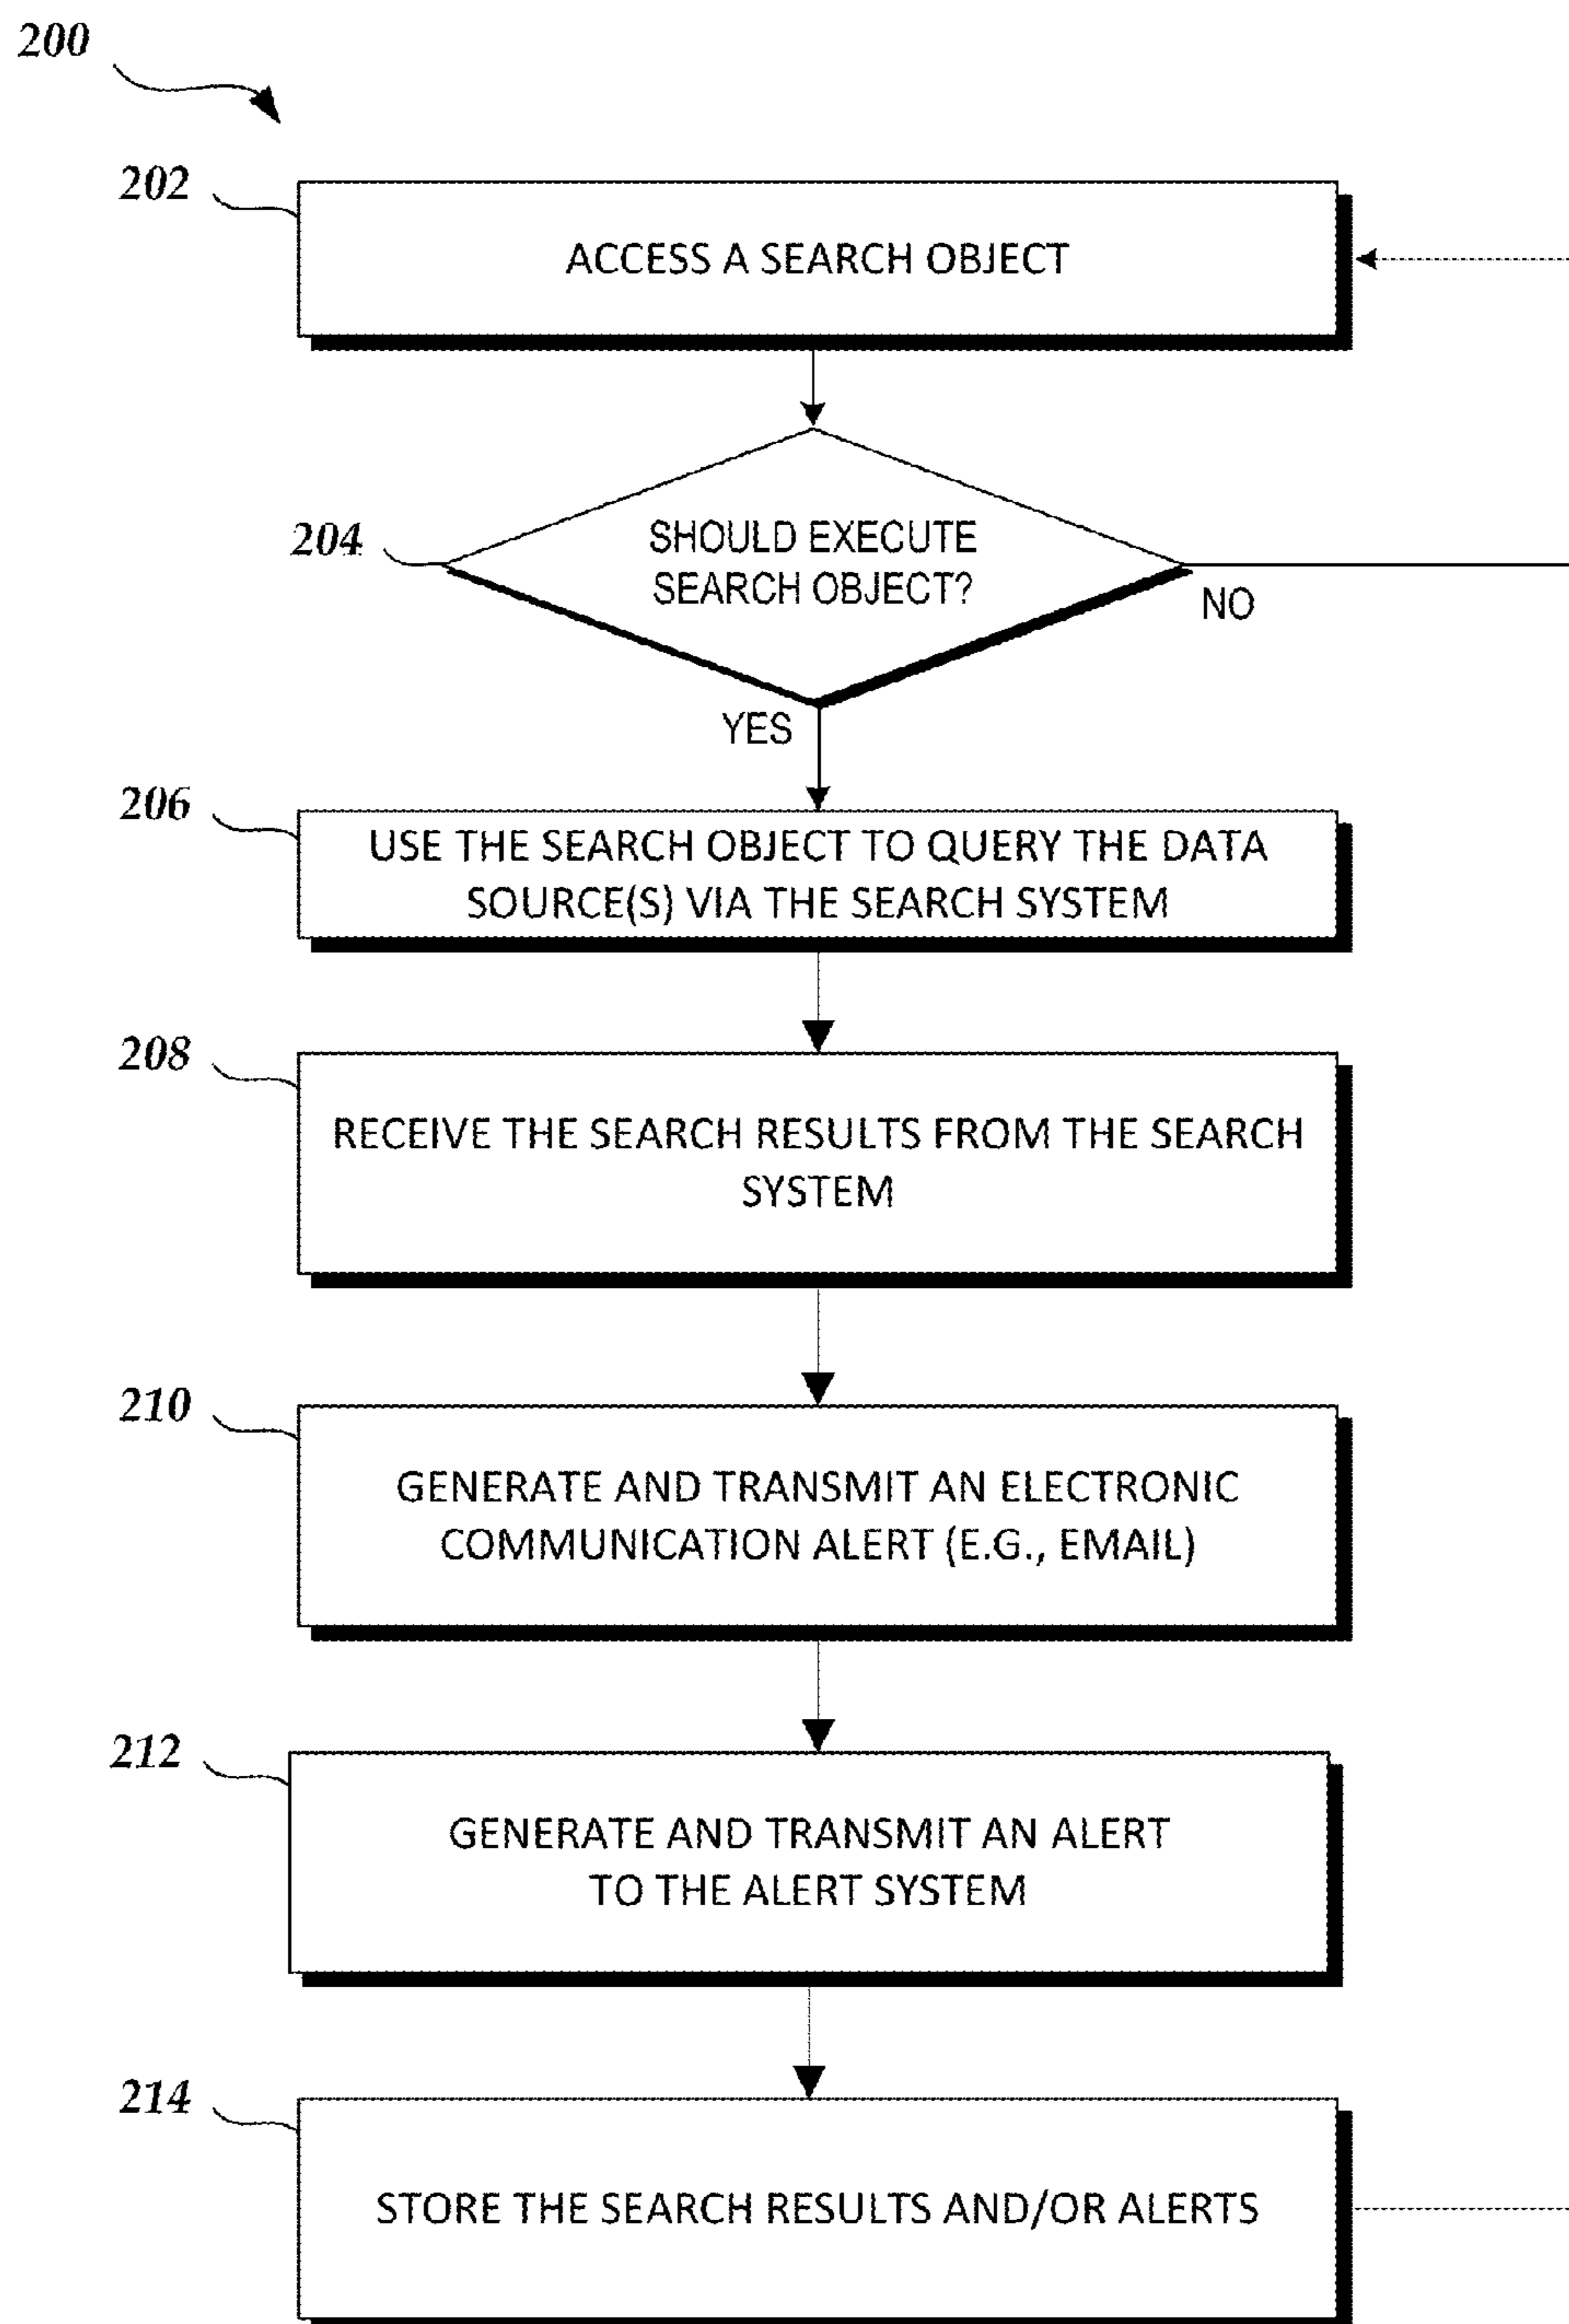 200
202
ACCESS A SEARCH OBJECT
204
SHOULD EXECUTE
SEARCH OBJECT?
NO
YES
206
USE THE SEARCH OBJECT TO QUERY THE DATA
SOURCE(S) VIA THE SEARCH SYSTEM
208
RECEIVE THE SEARCH RESULTS FROM THE SEARCH
SYSTEM
210
GENERATE AND TRANSMIT AN ELECTRONIC
COMMUNICATION ALERT (E.G., EMAIL)
212
GENERATE AND TRANSMIT AN ALERT
TO THE ALERT SYSTEM
214
STORE THE SEARCH RESULTS AND/OR ALERTS